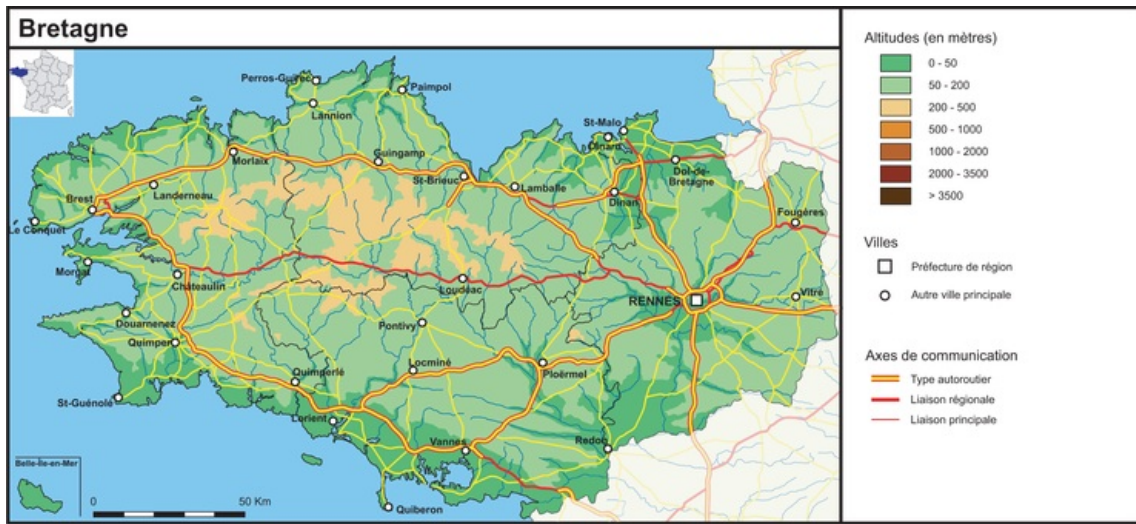 Bretagne
Perros-Guirec
Paimpol
Lannion
St-Malo
Dinard
Morlaix
Guingamp
Dol-de-
Bretagne
St-Brieuc
Lamballe
Landerneau
Dinan
Brest
Fougères
Le Conquet
Morgat
Châteaulin
Loudéac
RENNES
Vitré
Douarnenez
Pontivy
Quimper
Locminé
Ploërmel
Quimperlé
St-Guénolé
Lorient
Vannes
Redon
Belle-Île-en-Mer
0
50 Km
Quiberon
Altitudes (en mètres)
0 - 50
50 - 200
200 - 500
500 - 1000
1000 - 2000
2000 - 3500
> 3500
Villes
Préfecture de région
Autre ville principale
Axes de communication
Type autoroutier
Liaison régionale
Liaison principale